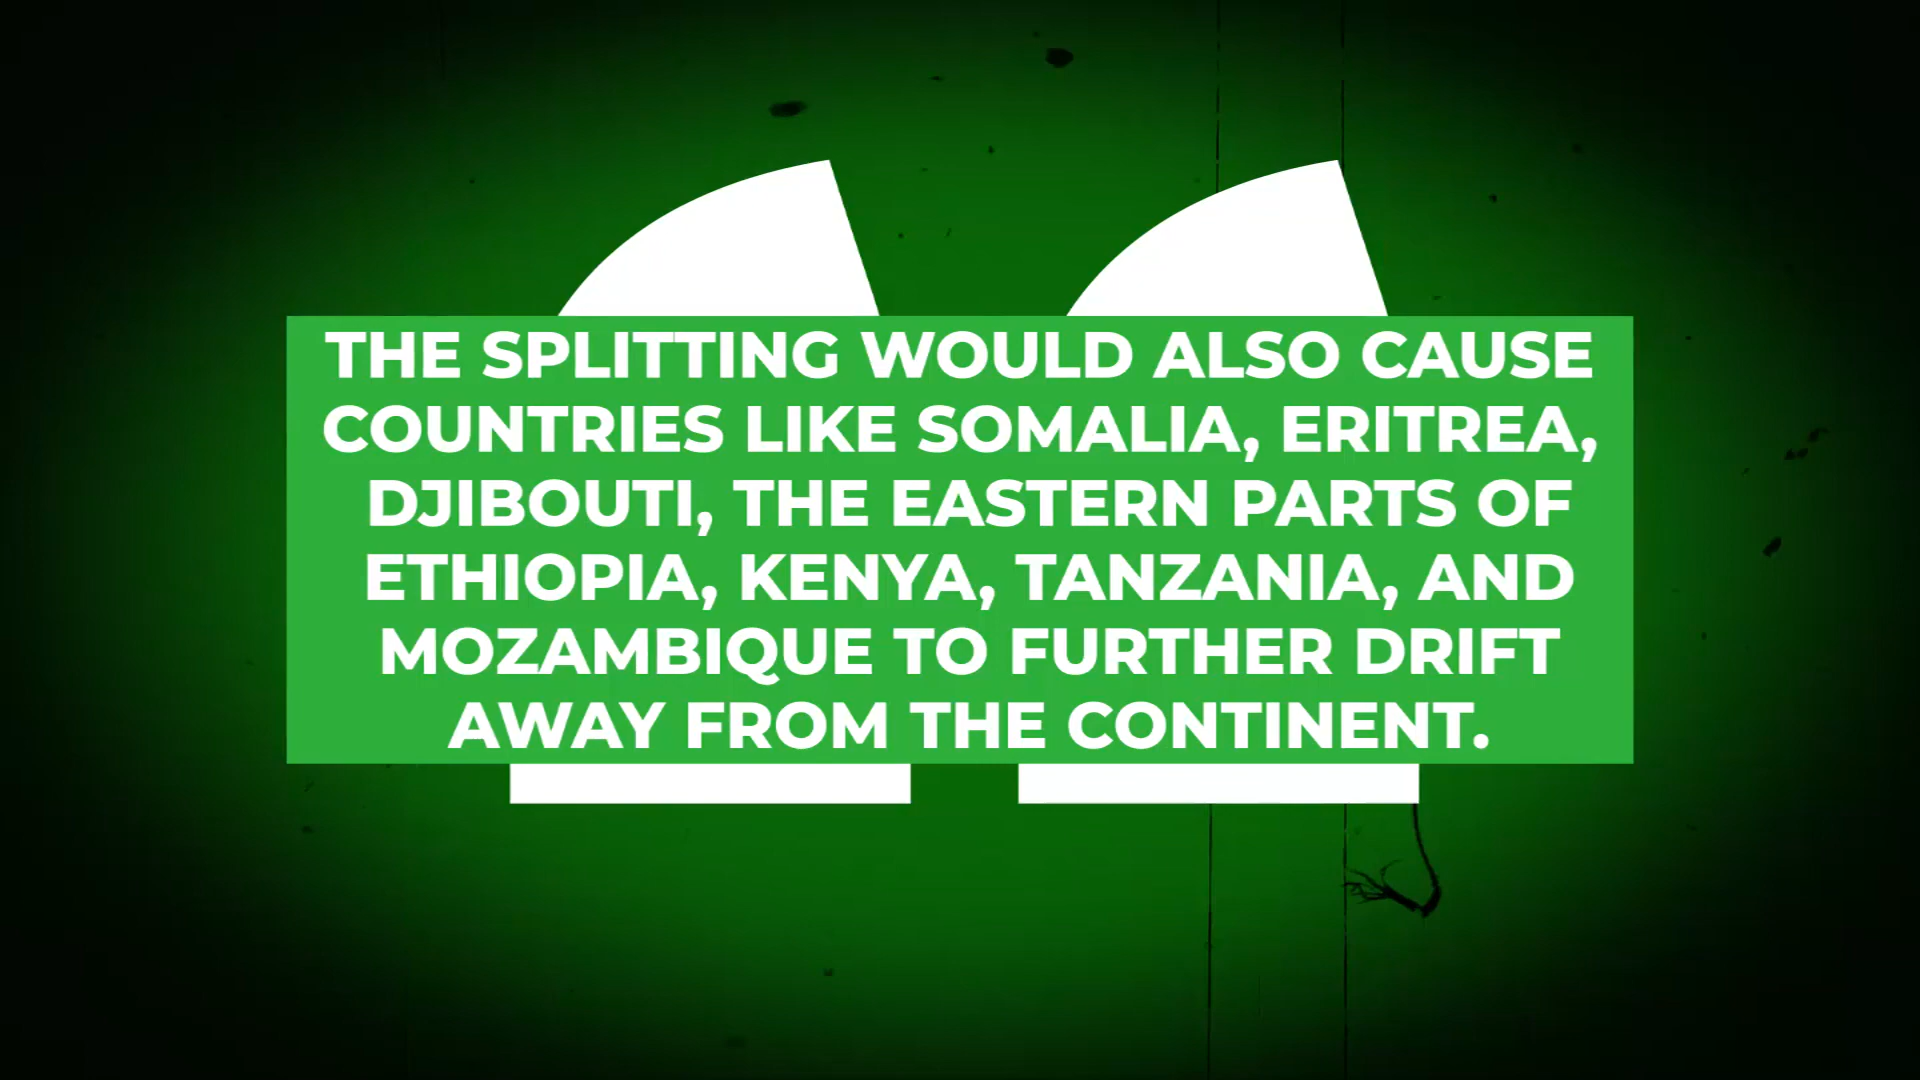 THE SPLITTING WOULD ALSO CAUSE
COUNTRIES LIKE SOMALIA, ERITREA,
DJIBOUTI, THE EASTERN PARTS OF
ETHIOPIA, KENYA, TANZANIA, AND
MOZAMBIQUE TO FURTHER DRIFT
AWAY FROM THE CONTINENT.